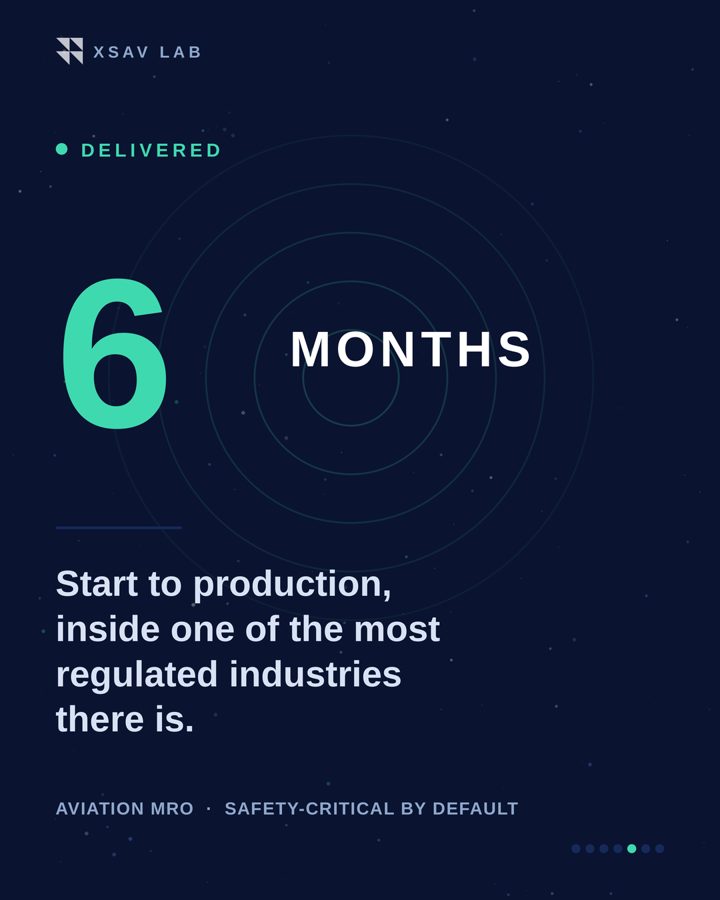 XSAV LAB
DELIVERED
6 MONTHS
Start to production,
inside one of the most
regulated industries
there is.
AVIATION MRO · SAFETY-CRITICAL BY DEFAULT